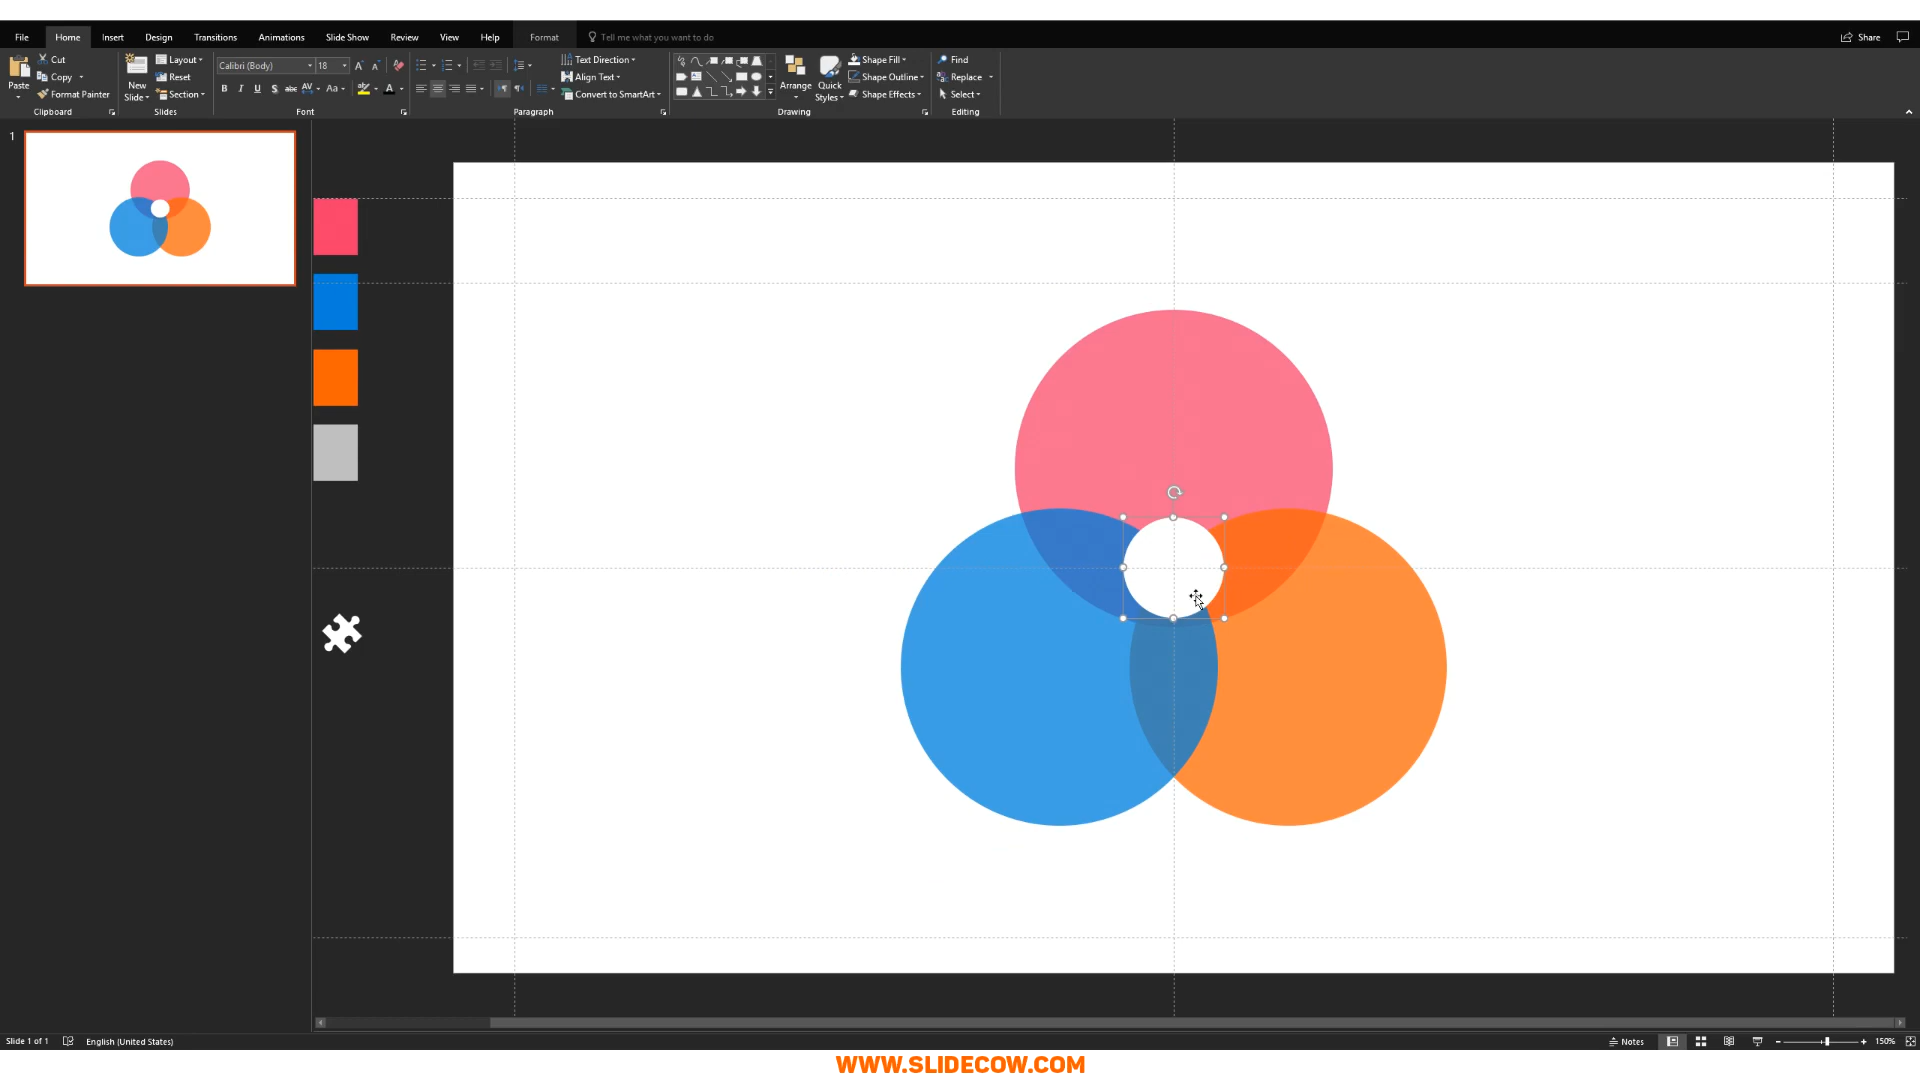 File Home Insert Design Transitions Animations Slide Show Review View Help Format Tell me what you want to do Share
Cut Layout Calibri (Body) 18 Text Direction Shape Fill Find
Paste Copy New Slide Reset Align Text Arrange Quick Styles Shape Outline Replace
Format Painter Section B I U S abc AV Aa A Convert to SmartArt Shape Effects Select
Clipboard Slides Font Paragraph Drawing Editing
1
Slide 1 of 1 English (United States) Notes 150%
WWW.SLIDECOW.COM